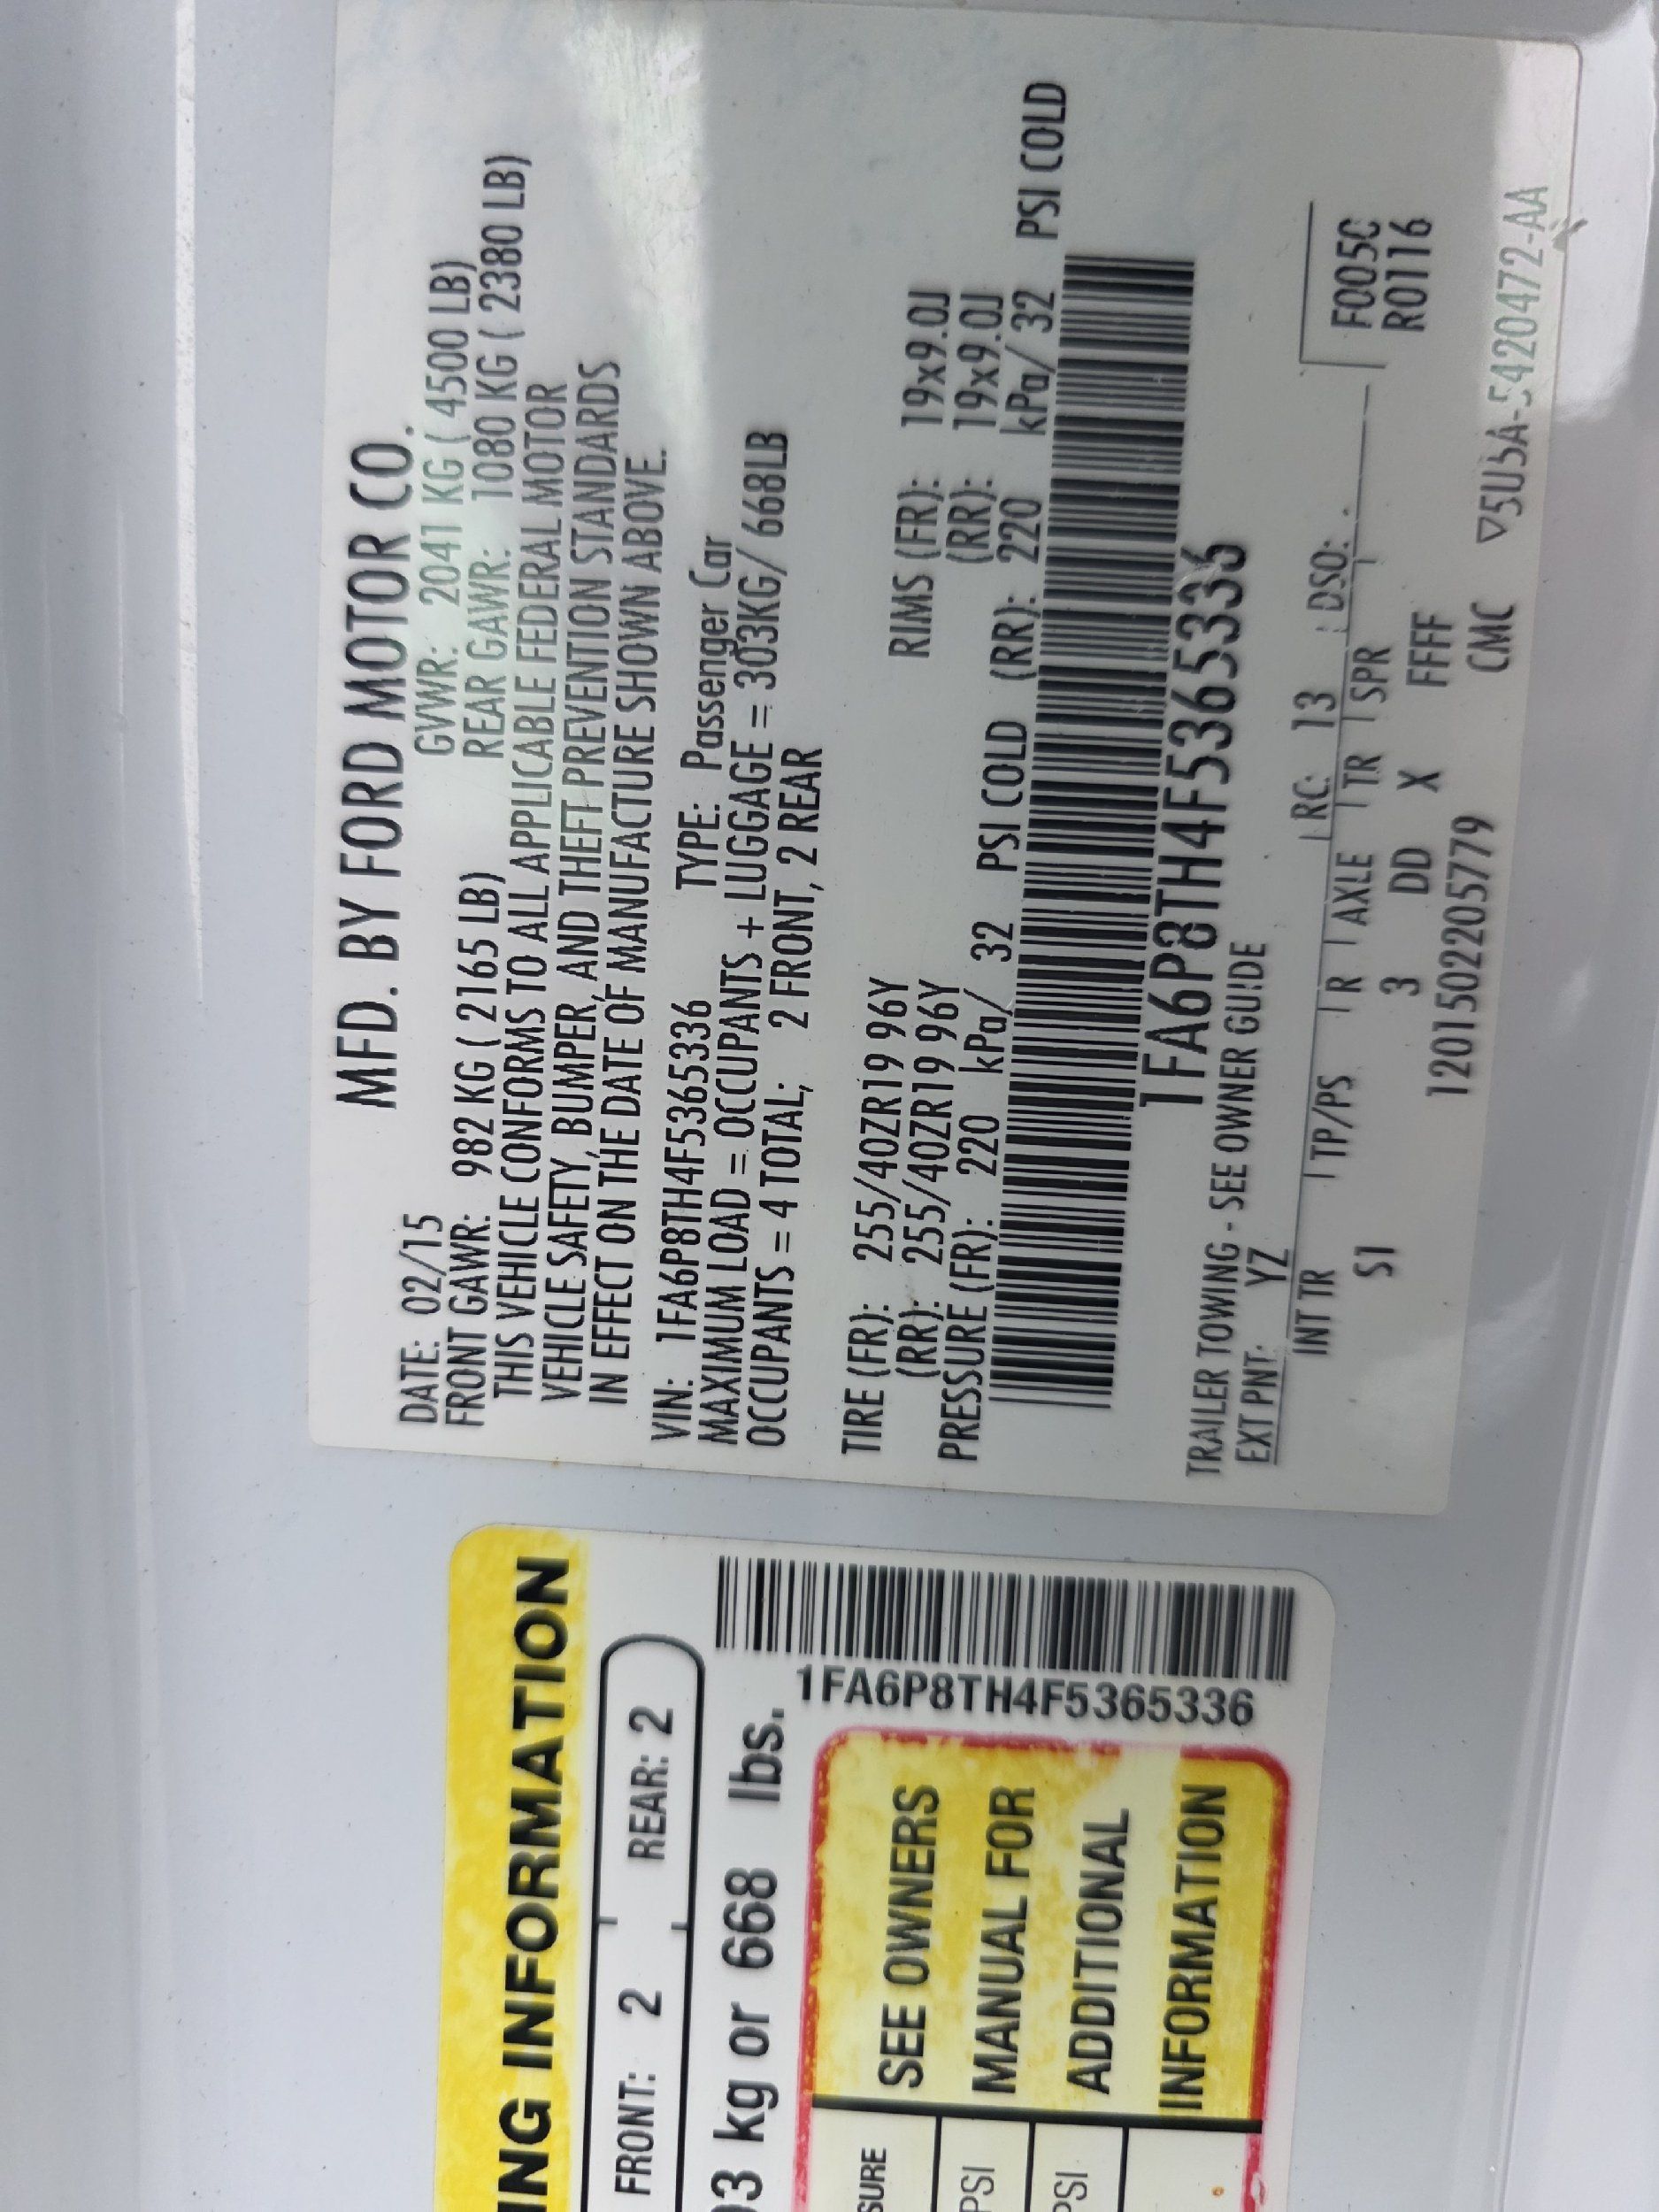 MFD. BY FORD MOTOR CO.
DATE: 02/15 GVWR: 2041 KG ( 4500 LB)
FRONT GAWR: 982 KG ( 2165 LB) REAR GAWR: 1080 KG ( 2380 LB)
THIS VEHICLE CONFORMS TO ALL APPLICABLE FEDERAL MOTOR
VEHICLE SAFETY, BUMPER, AND THEFT PREVENTION STANDARDS
IN EFFECT ON THE DATE OF MANUFACTURE SHOWN ABOVE.
VIN: 1FA6P8TH4F5365336 TYPE: Passenger Car
MAXIMUM LOAD = OCCUPANTS + LUGGAGE = 303KG/ 668LB
OCCUPANTS = 4 TOTAL; 2 FRONT, 2 REAR
TIRE (FR): 255/40ZR19 96Y RIMS (FR): 19x9.0J
(RR): 255/40ZR19 96Y (RR): 19x9.0J
PRESSURE (FR): 220 kPa/ 32 PSI COLD (RR): 220 kPa/ 32 PSI COLD
1FA6P8TH4F5365336
TRAILER TOWING - SEE OWNER GUIDE
EXT PNT: YZ RC: 13 DSO:
INT TR TP/PS R AXLE TR SPR F005C
S1 3 DD X FFFF R0116
1201502205779 CMC ▽5U5A-5420472-AA
ING INFORMATION
FRONT: 2 REAR: 2
03 kg or 668 lbs.
1FA6P8TH4F5365336
SURE SEE OWNERS
PSI MANUAL FOR
PSI ADDITIONAL
INFORMATION